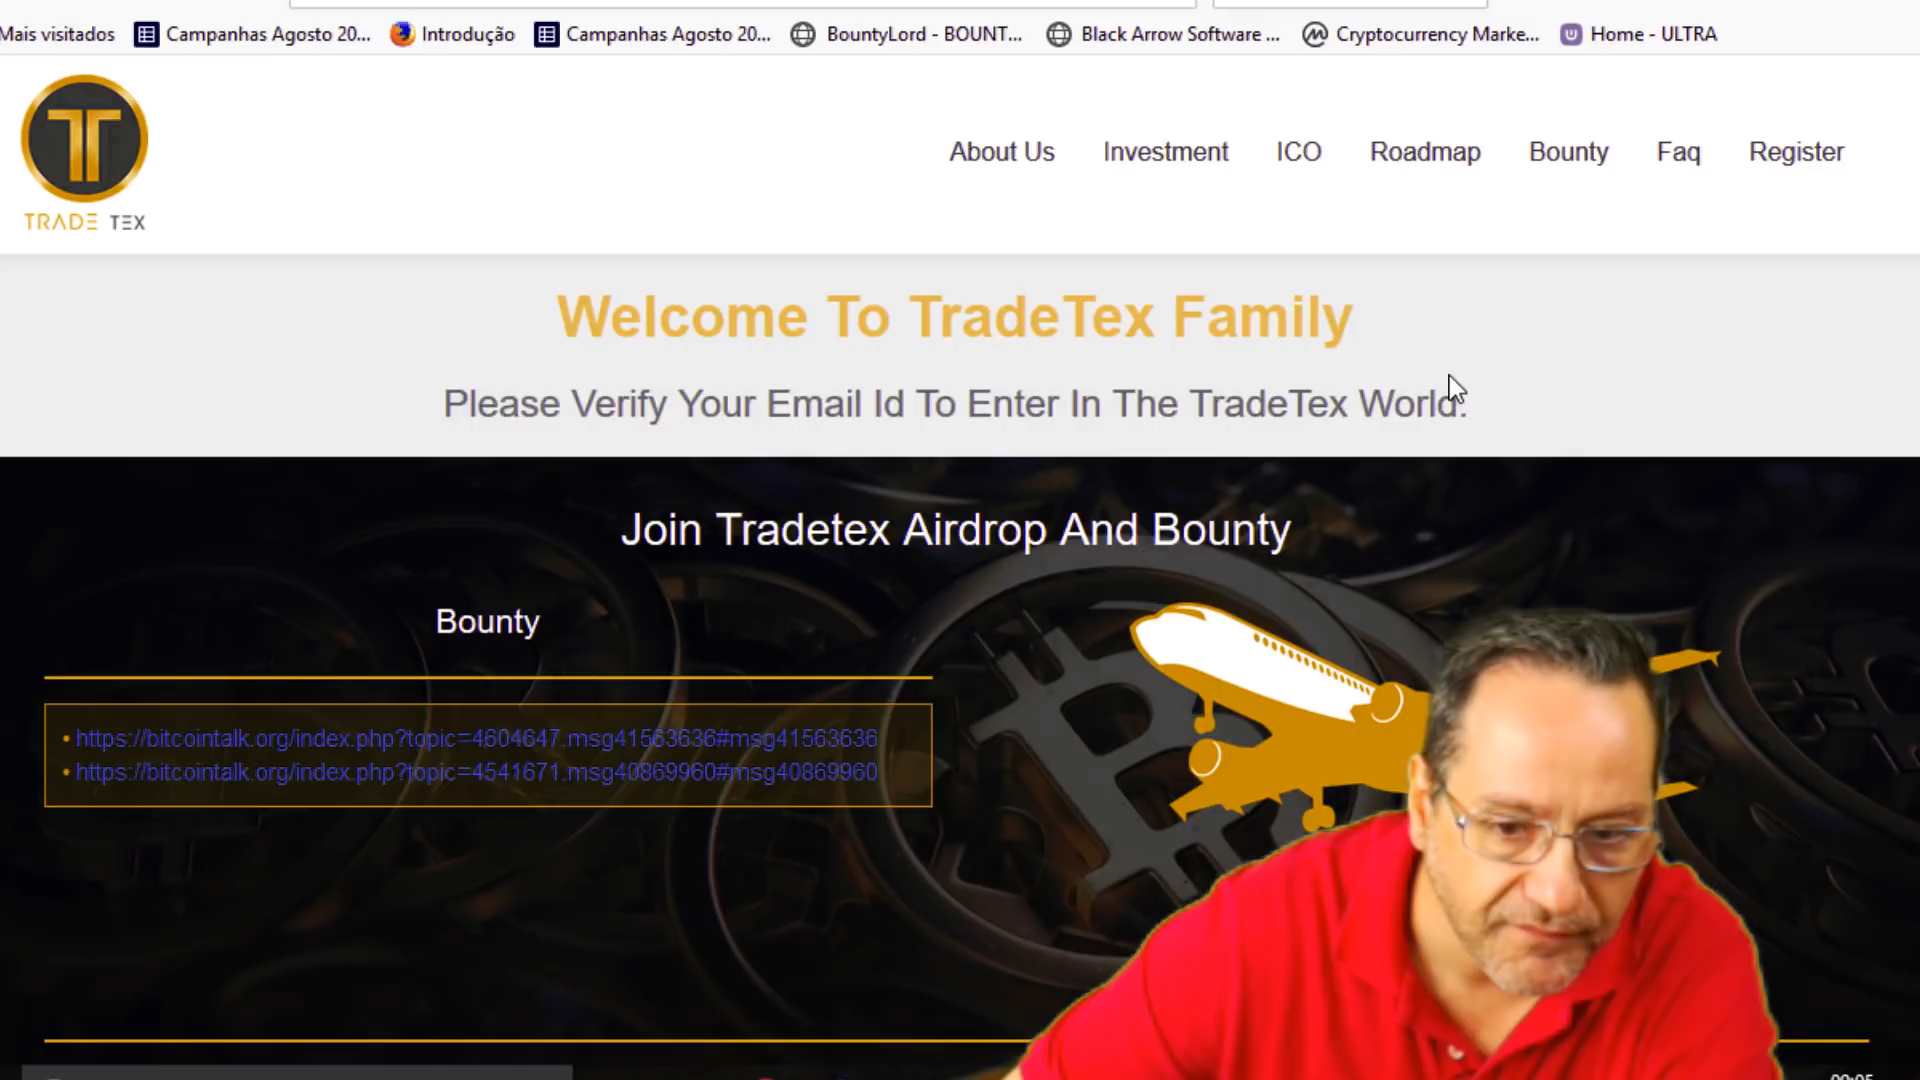 Mais visitados Campanhas Agosto 20... Introdução Campanhas Agosto 20... BountyLord - BOUNT... Black Arrow Software ... Cryptocurrency Marke... Home - ULTRA
TRADE TEX
About Us Investment ICO Roadmap Bounty Faq Register
Welcome To TradeTex Family
Please Verify Your Email Id To Enter In The TradeTex World.
Join Tradetex Airdrop And Bounty
Bounty
• https://bitcointalk.org/index.php?topic=4604647.msg41563636#msg41563636
• https://bitcointalk.org/index.php?topic=4541671.msg40869960#msg40869960